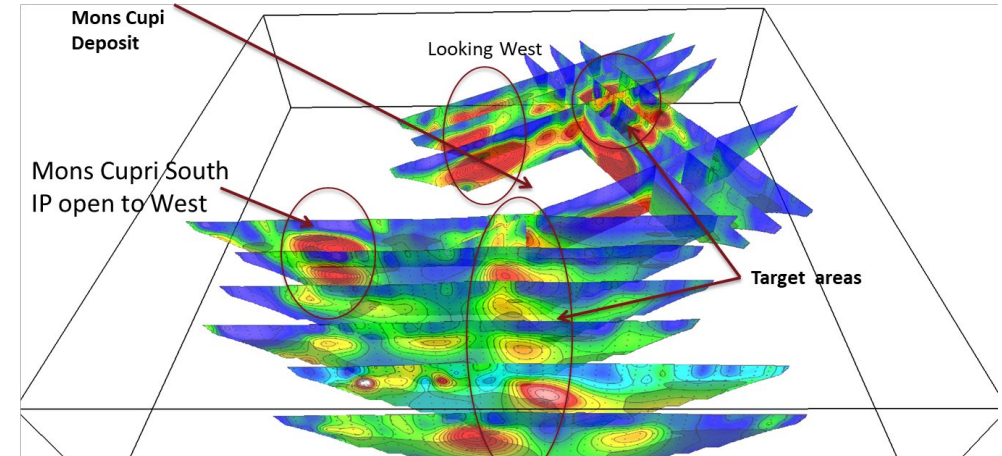 Mons Cupi
Deposit
Looking West
Mons Cupri South
IP open to West
Target areas